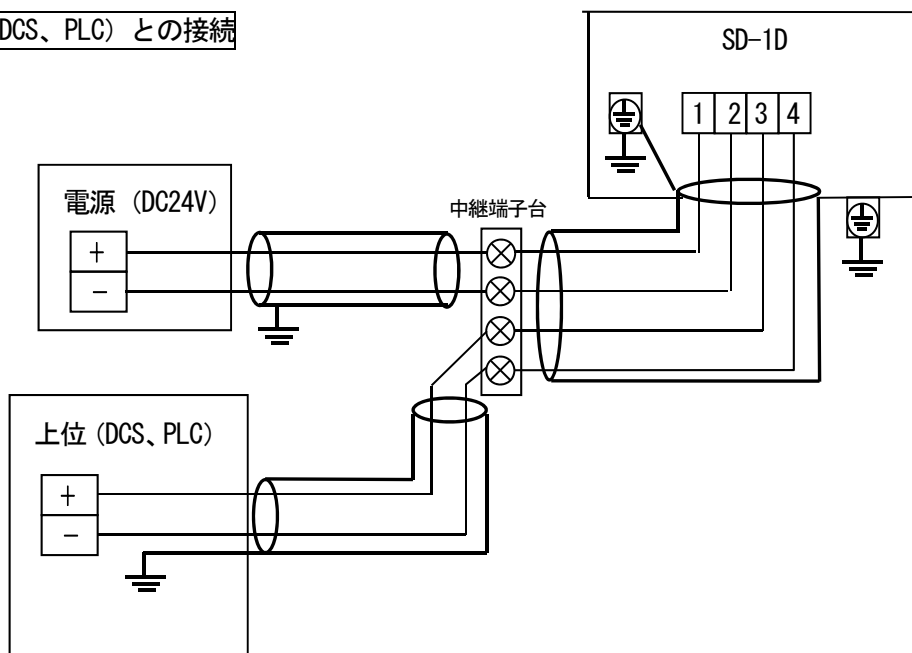 DCS、PLC）との接続
SD-1D
1 2 3 4
電源（DC24V）
+
-
中継端子台
上位（DCS、PLC）
+
-